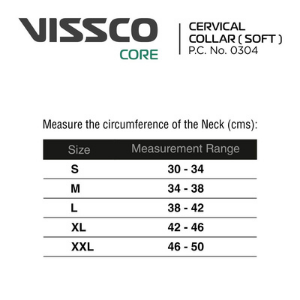 VISSCO
CORE
CERVICAL
COLLAR ( SOFT )
P.C. No. 0304
Measure the circumference of the Neck (cms):
Size Measurement Range
S 30 - 34
M 34 - 38
L 38 - 42
XL 42 - 46
XXL 46 - 50